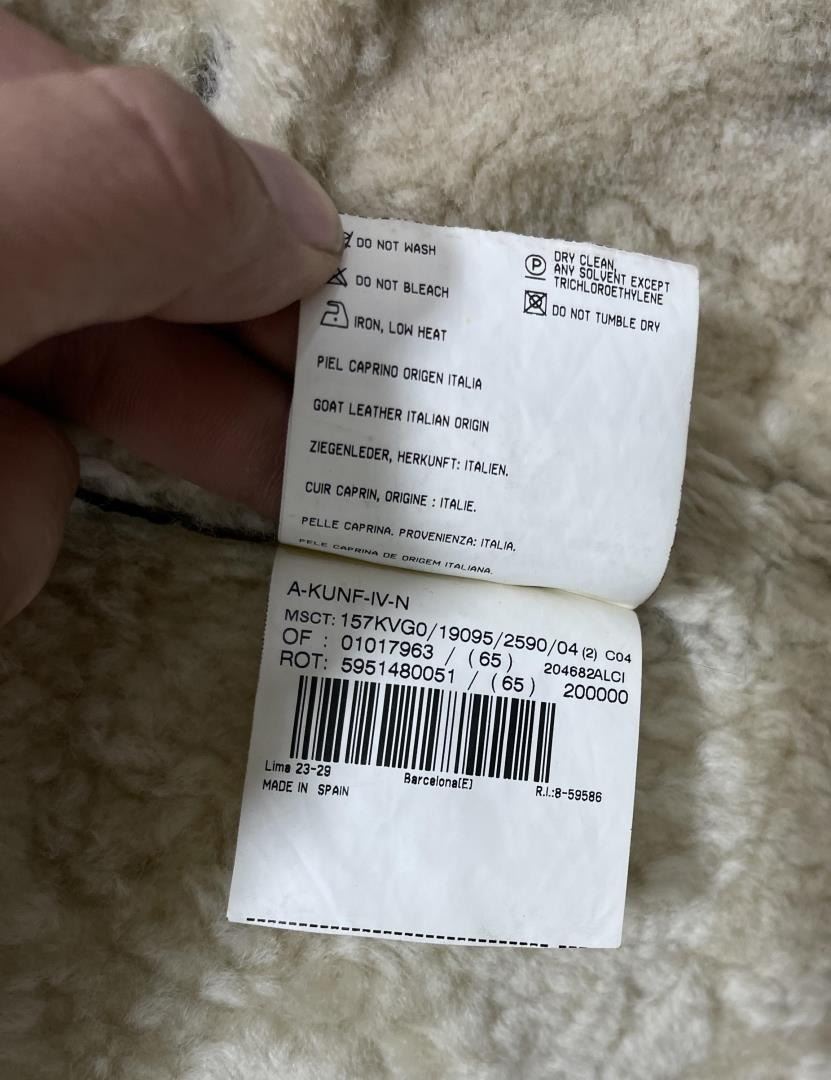 DO NOT WASH
DO NOT BLEACH
IRON, LOW HEAT
P DRY CLEAN,
ANY SOLVENT EXCEPT
TRICHLOROETHYLENE
DO NOT TUMBLE DRY
PIEL CAPRINO ORIGEN ITALIA
GOAT LEATHER ITALIAN ORIGIN
ZIEGENLEDER, HERKUNFT: ITALIEN.
CUIR CAPRIN, ORIGINE : ITALIE.
PELLE CAPRINA. PROVENIENZA: ITALIA.
PELE CAPRINA DE ORIGEM ITALIANA.
A-KUNF-IV-N
MSCT: 157KVG0/19095/2590/04 (2) C04
OF : 01017963 / (65) 204682ALCI
ROT: 5951480051 / (65) 200000
Lima 23-29 Barcelona(E) R.I.:8-59586
MADE IN SPAIN